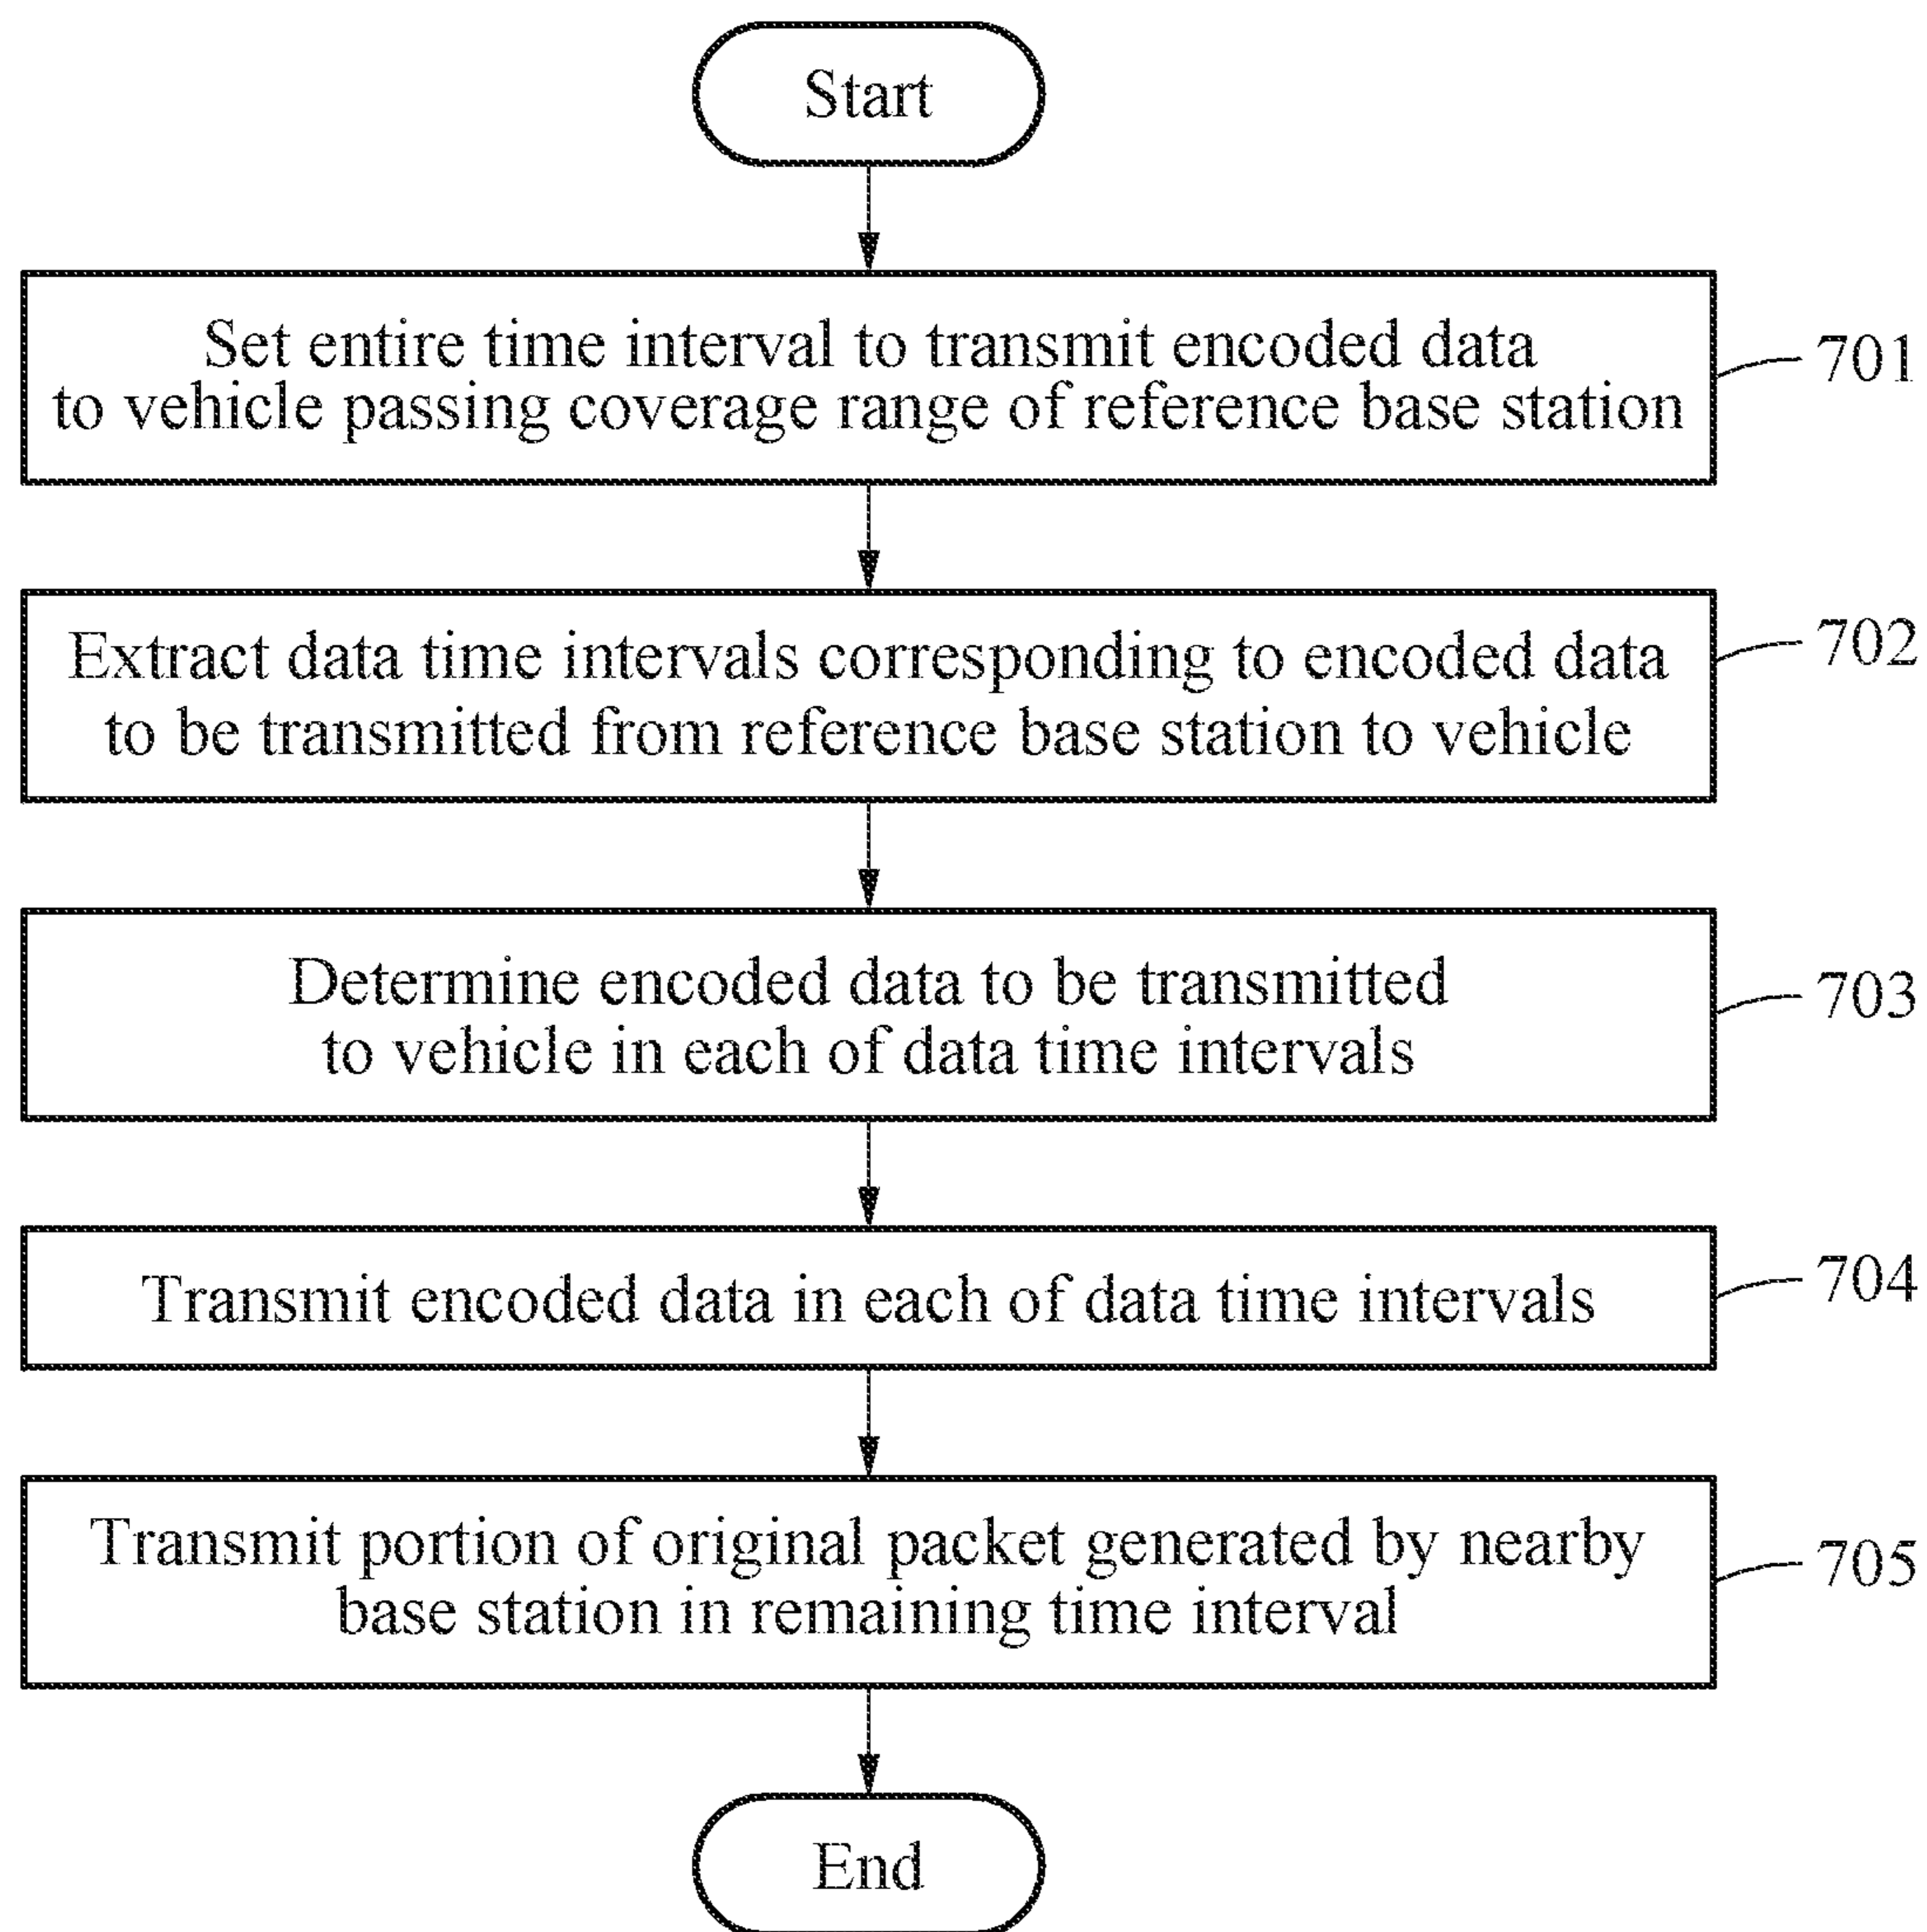 Start
Set entire time interval to transmit encoded data
to vehicle passing coverage range of reference base station
701
Extract data time intervals corresponding to encoded data
to be transmitted from reference base station to vehicle
702
Determine encoded data to be transmitted
to vehicle in each of data time intervals
703
Transmit encoded data in each of data time intervals
704
Transmit portion of original packet generated by nearby
base station in remaining time interval
705
End